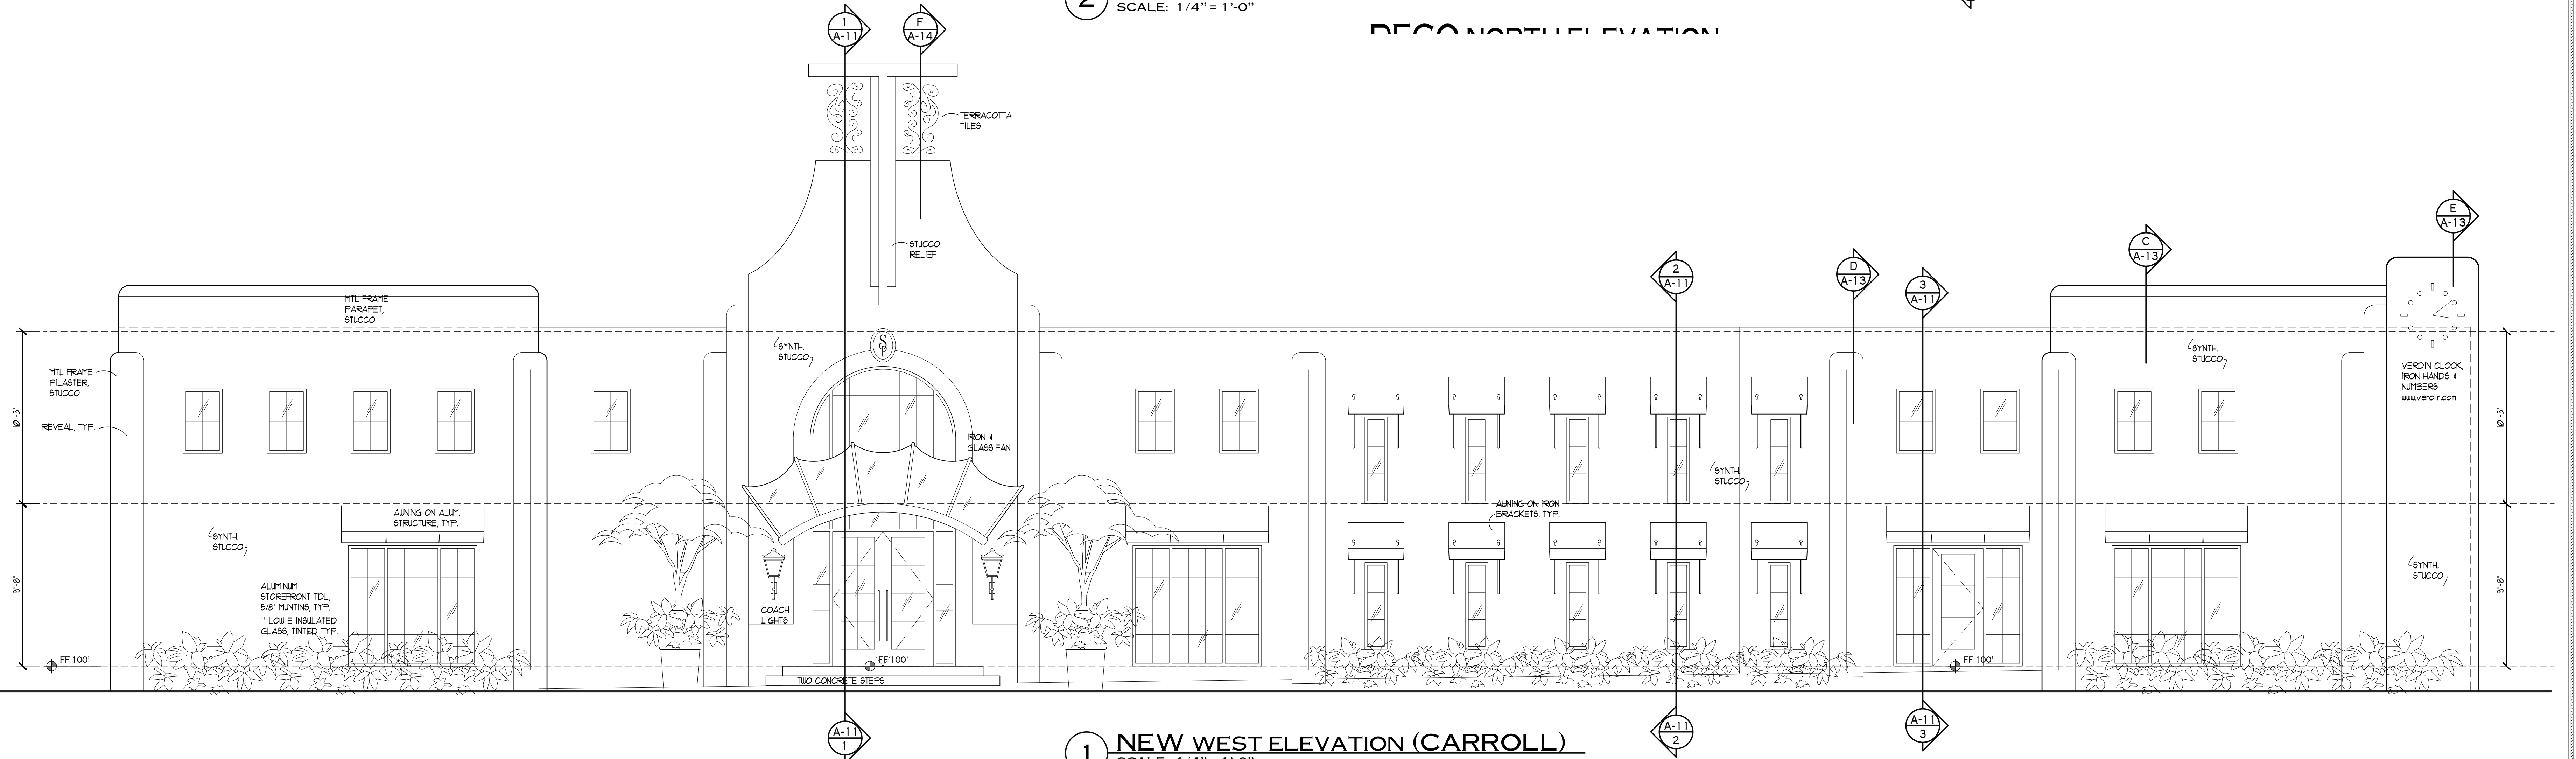 2
SCALE: 1/4" = 1'-0"
DECO NORTH ELEVATION
1
A-11
F
A-14
TERRACOTTA
TILES
STUCCO
RELIEF
2
A-11
D
A-13
3
A-11
C
A-13
E
A-13
MTL FRAME
PARAPET,
STUCCO
MTL FRAME
PILASTER,
STUCCO
REVEAL, TYP.
10'-3"
9'-8"
SYNTH.
STUCCO
SCP
IRON &
GLASS FAN
SYNTH.
STUCCO
SYNTH.
STUCCO
VERDIN CLOCK,
IRON HANDS &
NUMBERS
www.verdin.com
10'-3"
9'-8"
AWNING ON ALUM.
STRUCTURE, TYP.
AWNING ON IRON
BRACKETS, TYP.
SYNTH.
STUCCO
SYNTH.
STUCCO
ALUMINUM
STOREFRONT TDL,
5/8" MUNTINS, TYP.
1" LOW E INSULATED
GLASS, TINTED TYP.
COACH
LIGHTS
FF 100'
FF 100'
FF 100'
TWO CONCRETE STEPS
A-11
1
A-11
2
A-11
3
1
NEW WEST ELEVATION (CARROLL)